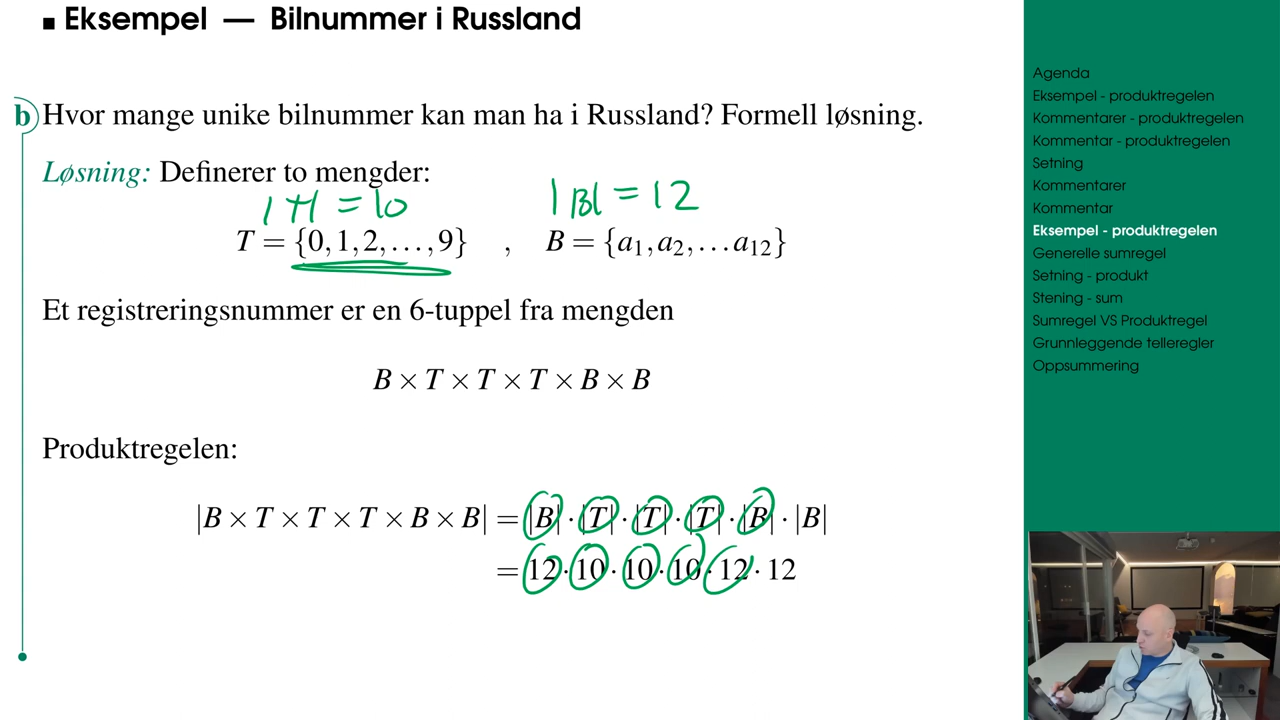 Eksempel — Bilnummer i Russland
b Hvor mange unike bilnummer kan man ha i Russland? Formell løsning.
Løsning: Definerer to mengder:
|T| = 10 |B| = 12
T = {0, 1, 2, ..., 9} , B = {a₁, a₂, ... a₁₂}
Et registreringsnummer er en 6-tuppel fra mengden
B × T × T × T × B × B
Produktregelen:
|B × T × T × T × B × B| = |B| · |T| · |T| · |T| · |B| · |B|
= 12 · 10 · 10 · 10 · 12 · 12
Agenda
Eksempel - produktregelen
Kommentarer - produktregelen
Kommentar - produktregelen
Setning
Kommentarer
Kommentar
Eksempel - produktregelen
Generelle sumregel
Setning - produkt
Stening - sum
Sumregel VS Produktregel
Grunnleggende telleregler
Oppsummering